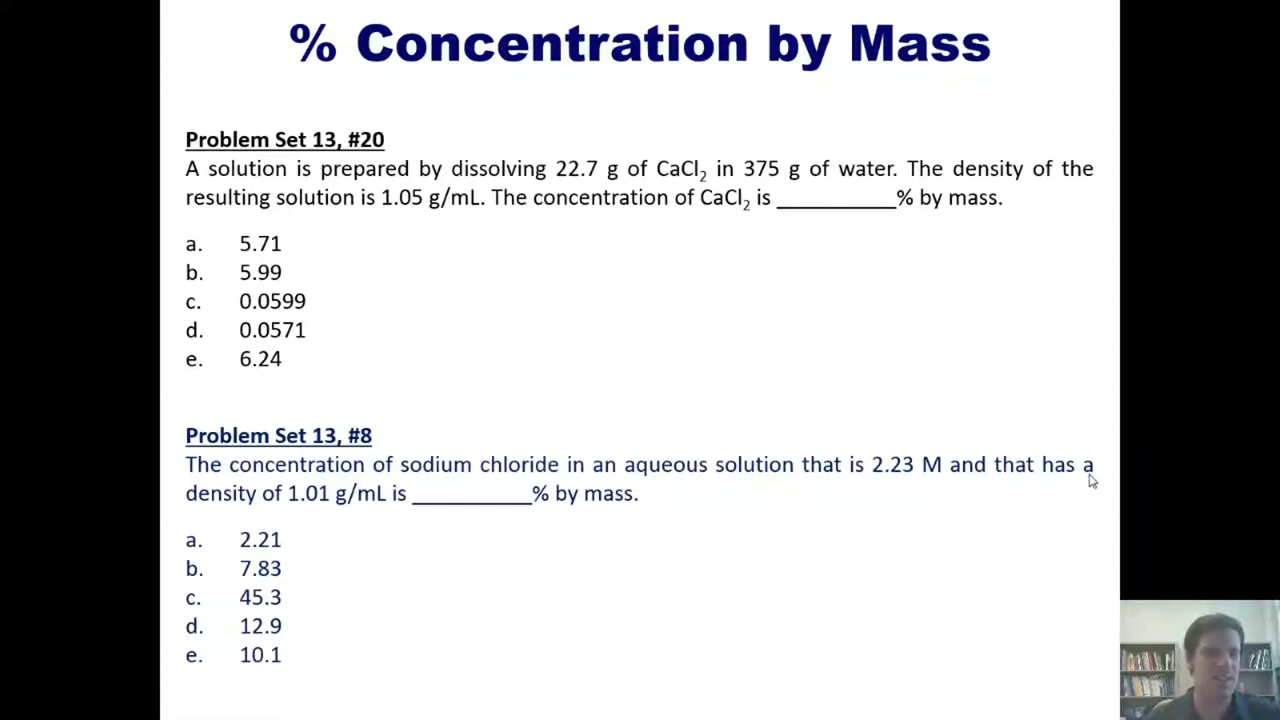 % Concentration by Mass
Problem Set 13, #20
A solution is prepared by dissolving 22.7 g of CaCl₂ in 375 g of water. The density of the
resulting solution is 1.05 g/mL. The concentration of CaCl₂ is __________% by mass.
a. 5.71
b. 5.99
c. 0.0599
d. 0.0571
e. 6.24
Problem Set 13, #8
The concentration of sodium chloride in an aqueous solution that is 2.23 M and that has a
density of 1.01 g/mL is __________% by mass.
a. 2.21
b. 7.83
c. 45.3
d. 12.9
e. 10.1